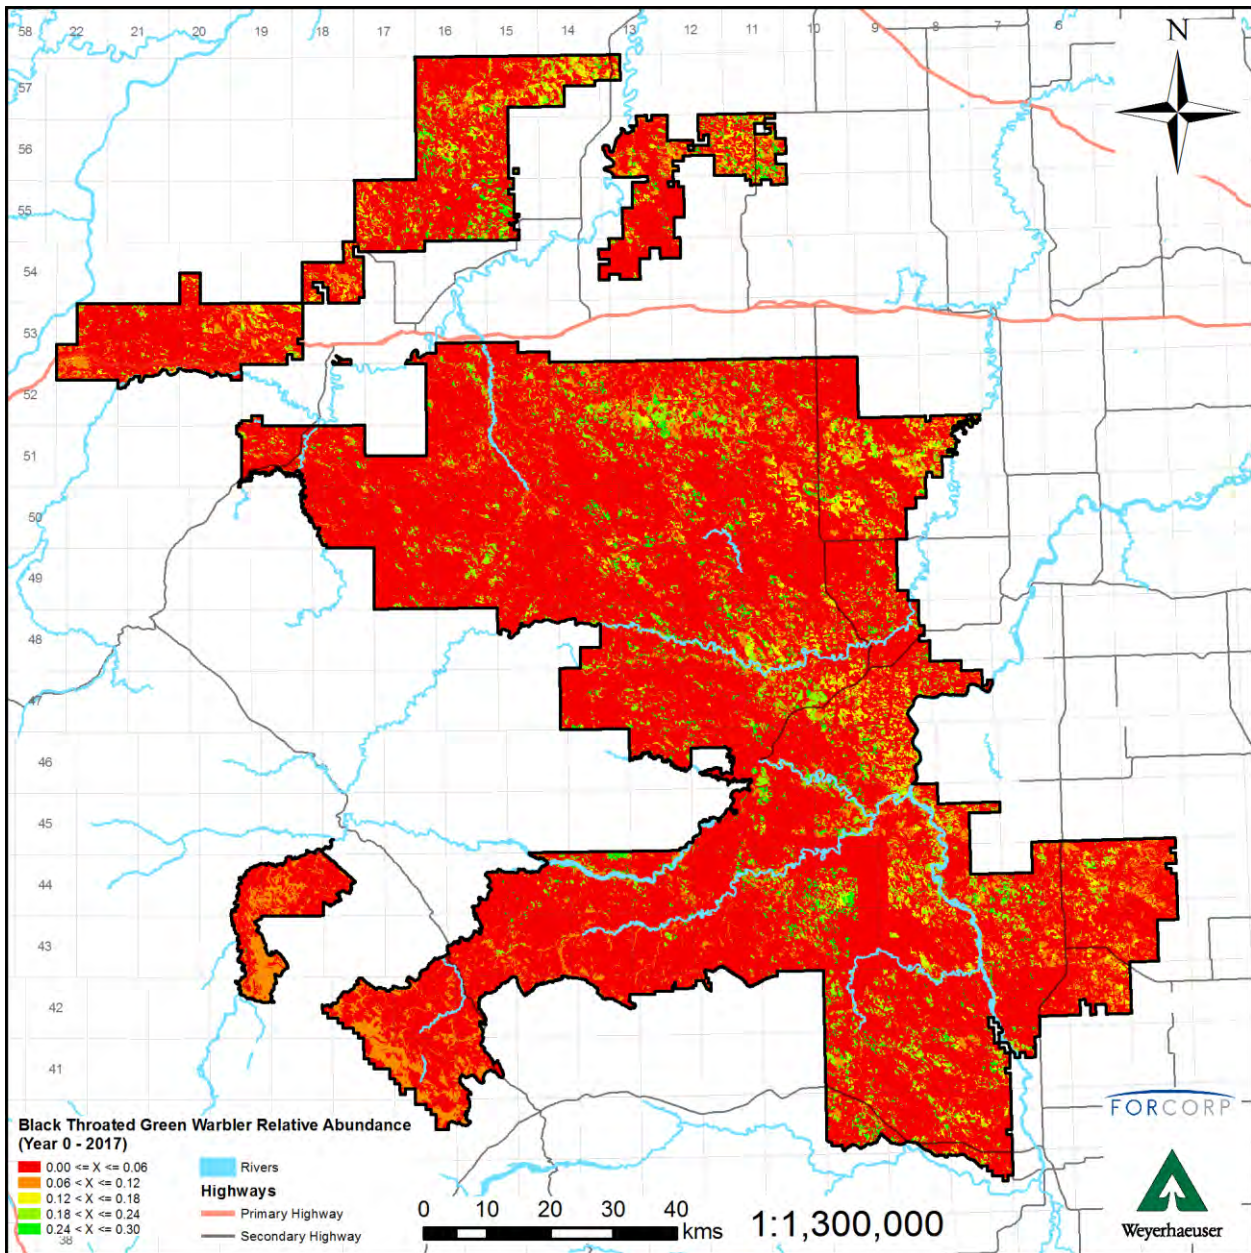 58 22 21 20 19 18 17 16 15 14 13 12 11 10 9 8 7 6
N
57
56
55
54
53
52
51
50
49
48
47
46
45
44
43
42
41
FORCORP
Black Throated Green Warbler Relative Abundance
(Year 0 - 2017)
0.00 <= X <= 0.06
0.06 < X <= 0.12
0.12 < X <= 0.18
0.18 < X <= 0.24
0.24 < X <= 0.30
Rivers
Highways
Primary Highway
Secondary Highway
0 10 20 30 40
kms
1:1,300,000
Weyerhaeuser
38